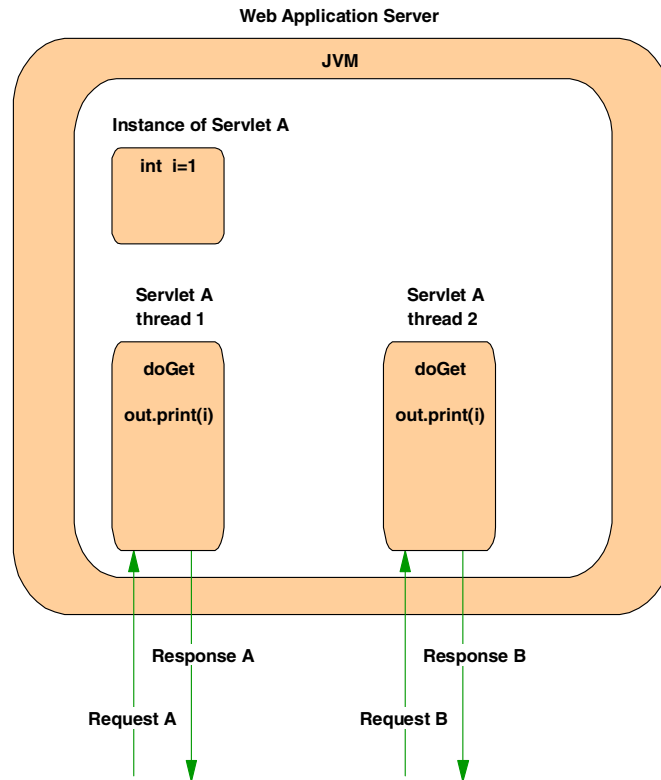 Web Application Server
JVM
Instance of Servlet A
int i=1
Servlet A
thread 1
Servlet A
thread 2
doGet
out.print(i)
doGet
out.print(i)
Response A
Response B
Request A
Request B